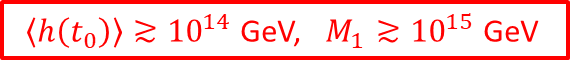 ⟨h(t₀)⟩ ≳ 10¹⁴ GeV, M₁ ≳ 10¹⁵ GeV